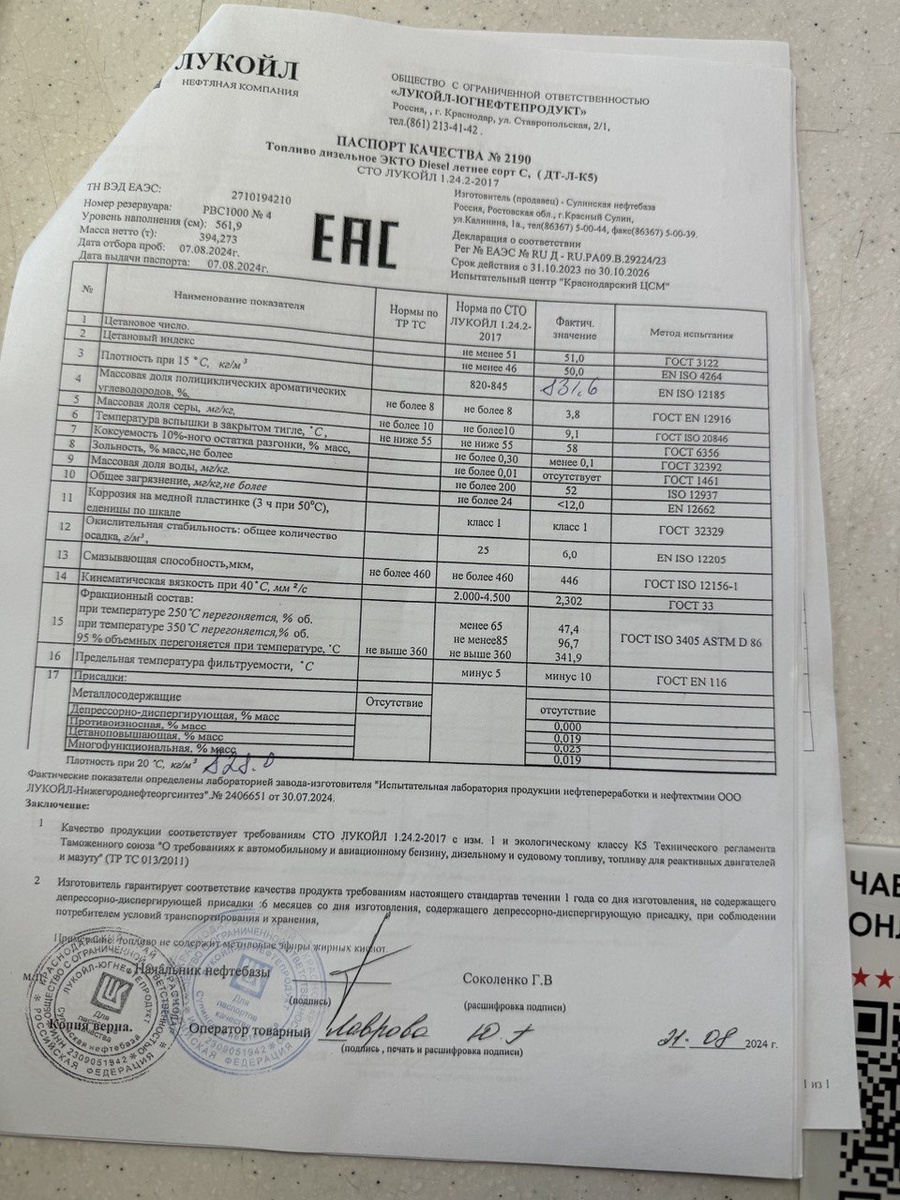 ЛУКОЙЛ
НЕФТЯНАЯ КОМПАНИЯ
ОБЩЕСТВО С ОГРАНИЧЕННОЙ ОТВЕТСТВЕННОСТЬЮ
«ЛУКОЙЛ-ЮГНЕФТЕПРОДУКТ»
Россия, , г. Краснодар, ул. Ставропольская, 2/1,
тел.(861) 213-41-42 .
ПАСПОРТ КАЧЕСТВА № 2190
Топливо дизельное ЭКТО Diesel летнее сорт С, ( ДТ-Л-К5)
СТО ЛУКОЙЛ 1.24.2-2017
ТН ВЭД ЕАЭС: 2710194210
Номер резервуара: РВС1000 № 4
Уровень наполнения (см): 561,9
Масса нетто (т): 394,273
Дата отбора проб: 07.08.2024г.
Дата выдачи паспорта: 07.08.2024г.
ЕАС
Изготовитель (продавец) - Сулинская нефтебаза
Россия, Ростовская обл., г.Красный Сулин,
ул.Калинина, 1а., тел(86367) 5-00-44, факс(86367) 5-00-39.
Декларация о соответствии
Рег № ЕАЭС № RU Д - RU.РА09.В.29224/23
Срок действия с 31.10.2023 по 30.10.2026
Испытательный центр "Краснодарский ЦСМ"
№ Наименование показателя Нормы по ТР ТС Норма по СТО ЛУКОЙЛ 1.24.2-2017 Фактич. значение Метод испытания
1 Цетановое число. не менее 51 51,0 ГОСТ 3122
2 Цетановый индекс не менее 46 50,0 EN ISO 4264
3 Плотность при 15 °С, кг/м³ 820-845 831.6 EN ISO 12185
4 Массовая доля полициклических ароматических углеводородов, %, не более 8 не более 8 3,8 ГОСТ EN 12916
5 Массовая доля серы, мг/кг, не более 10 не более10 9,1 ГОСТ ISO 20846
6 Температура вспышки в закрытом тигле, °С, не ниже 55 не ниже 55 58 ГОСТ 6356
7 Коксуемость 10%-ного остатка разгонки, % масс, не более 0,30 менее 0,1 ГОСТ 32392
8 Зольность, % масс,не более не более 0,01 отсутствует ГОСТ 1461
9 Массовая доля воды, мг/кг. не более 200 52 ISO 12937
10 Общее загрязнение, мг/кг,не более не более 24 <12,0 EN 12662
11 Коррозия на медной пластинке (3 ч при 50⁰С), еденицы по шкале класс 1 класс 1 ГОСТ 32329
12 Окислительная стабильность: общее количество осадка, г/м³, 25 6,0 EN ISO 12205
13 Смазывающая способность,мкм, не более 460 не более 460 446 ГОСТ ISO 12156-1
14 Кинематическая вязкость при 40°С, мм²/с 2.000-4.500 2,302 ГОСТ 33
15 Фракционный состав:
при температуре 250°С перегоняется, % об. менее 65 47,4
при температуре 350°С перегоняется,% об. не менее85 96,7 ГОСТ ISO 3405 ASTM D 86
95 % объемных перегоняется при температуре, °С не выше 360 не выше 360 341,9
16 Предельная температура фильтруемости, °С минус 5 минус 10 ГОСТ EN 116
17 Присадки:
Металлосодержащие Отсутствие отсутствие
Депрессорно-диспергирующая, % масс 0,000
Противоизносная, % масс 0,019
Цетаноповышающая, % масс 0,025
Многофункциональная, % масс 0,019
Плотность при 20 °С, кг/м³ 828.0
Фактические показатели определены лабораторией завода-изготовителя "Испытательная лаборатория продукции нефтепереработки и нефтехтмии ООО
ЛУКОЙЛ-Нижегороднефтеоргсинтез".№ 2406651 от 30.07.2024.
Заключение:
1 Качество продукции соответствует требованиям СТО ЛУКОЙЛ 1.24.2-2017 с изм. 1 и экологическому классу К5 Технического регламента
Таможенного союза "О требованиях к автомобильному и авиационному бензину, дизельному и судовому топливу, топливу для реактивных двигателей
и мазуту" (ТР ТС 013/2011)
2 Изготовитель гарантирует соответствие качества продукта требованиям настоящего стандартав течении 1 года со дня изготовления, не содержащего
депрессорно-диспергирующей присадки :6 месяцев со дня изготовления, содержащего депрессорно-диспергирующую присадку, при соблюдении
потребителем условий транспортирования и хранения,
Примечание: топливо не содержит метиловые эфиры жирных кислот.
Начальник нефтебазы Соколенко Г.В
(подпись) (расшифровка подписи)
Копия верна.
Оператор товарный Лаврова Ю.А 21.08 2024 г.
(подпись , печать и расшифровка подписи)
Для паспортов качества
2309051942
РОССИЙСКАЯ ФЕДЕРАЦИЯ
1 из 1
ЧАЕ
ОНЛ